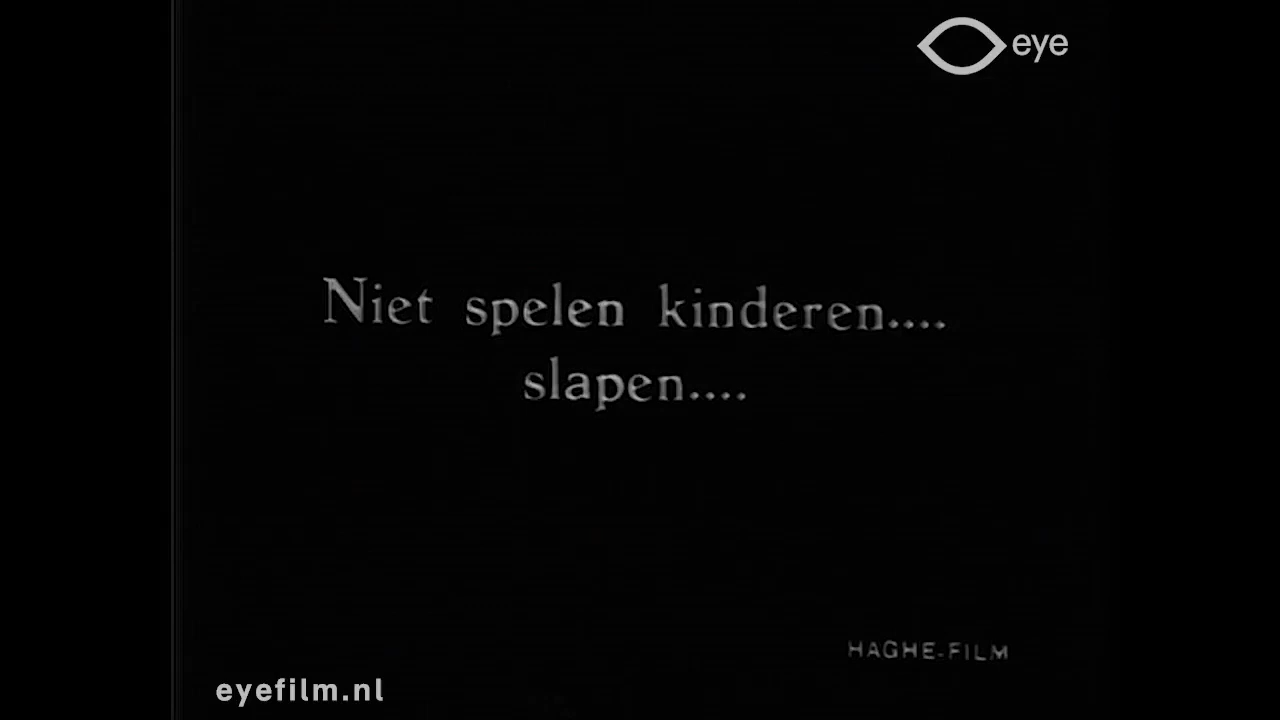 eye
Niet spelen kinderen....
slapen....
HAGHE-FILM
eyefilm.nl